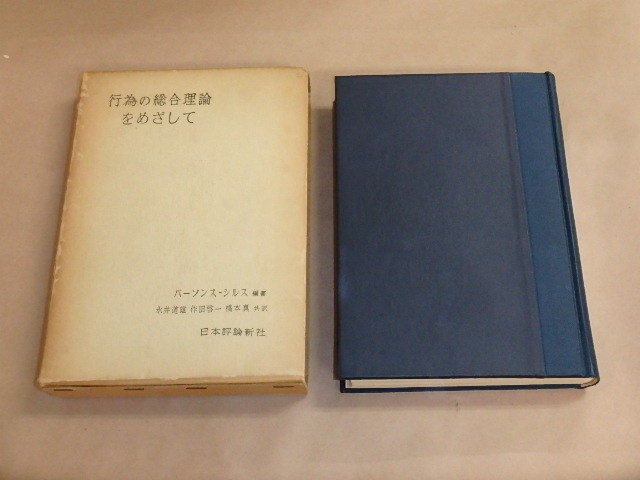 行為の総合理論
をめざして
パーソンズ-シルス 編著
永井道雄 作田啓一 橋本真 共訳
日本評論新社